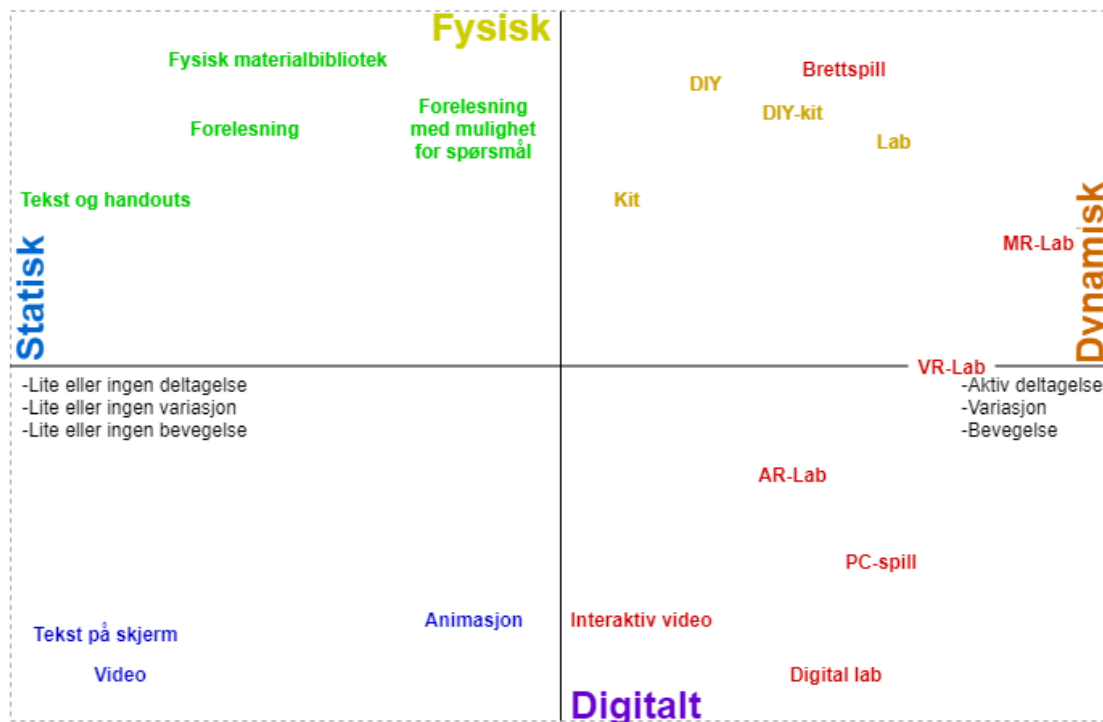 Fysisk
Fysisk materialbibliotek
Brettspill
DIY
Forelesning
med mulighet
for spørsmål
DIY-kit
Forelesning
Lab
Tekst og handouts
Kit
Statisk
Dynamisk
MR-Lab
VR-Lab
-Lite eller ingen deltagelse
-Lite eller ingen variasjon
-Lite eller ingen bevegelse
-Aktiv deltagelse
-Variasjon
-Bevegelse
AR-Lab
PC-spill
Animasjon
Interaktiv video
Tekst på skjerm
Video
Digital lab
Digitalt